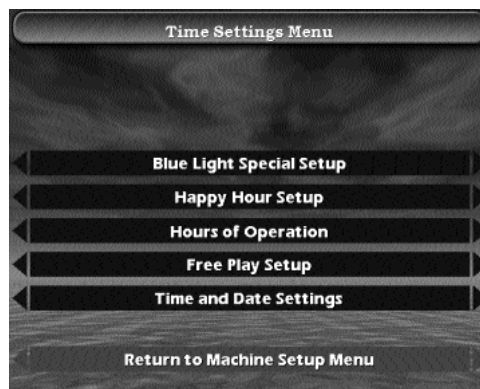 Time Settings Menu
Blue Light Special Setup
Happy Hour Setup
Hours of Operation
Free Play Setup
Time and Date Settings
Return to Machine Setup Menu